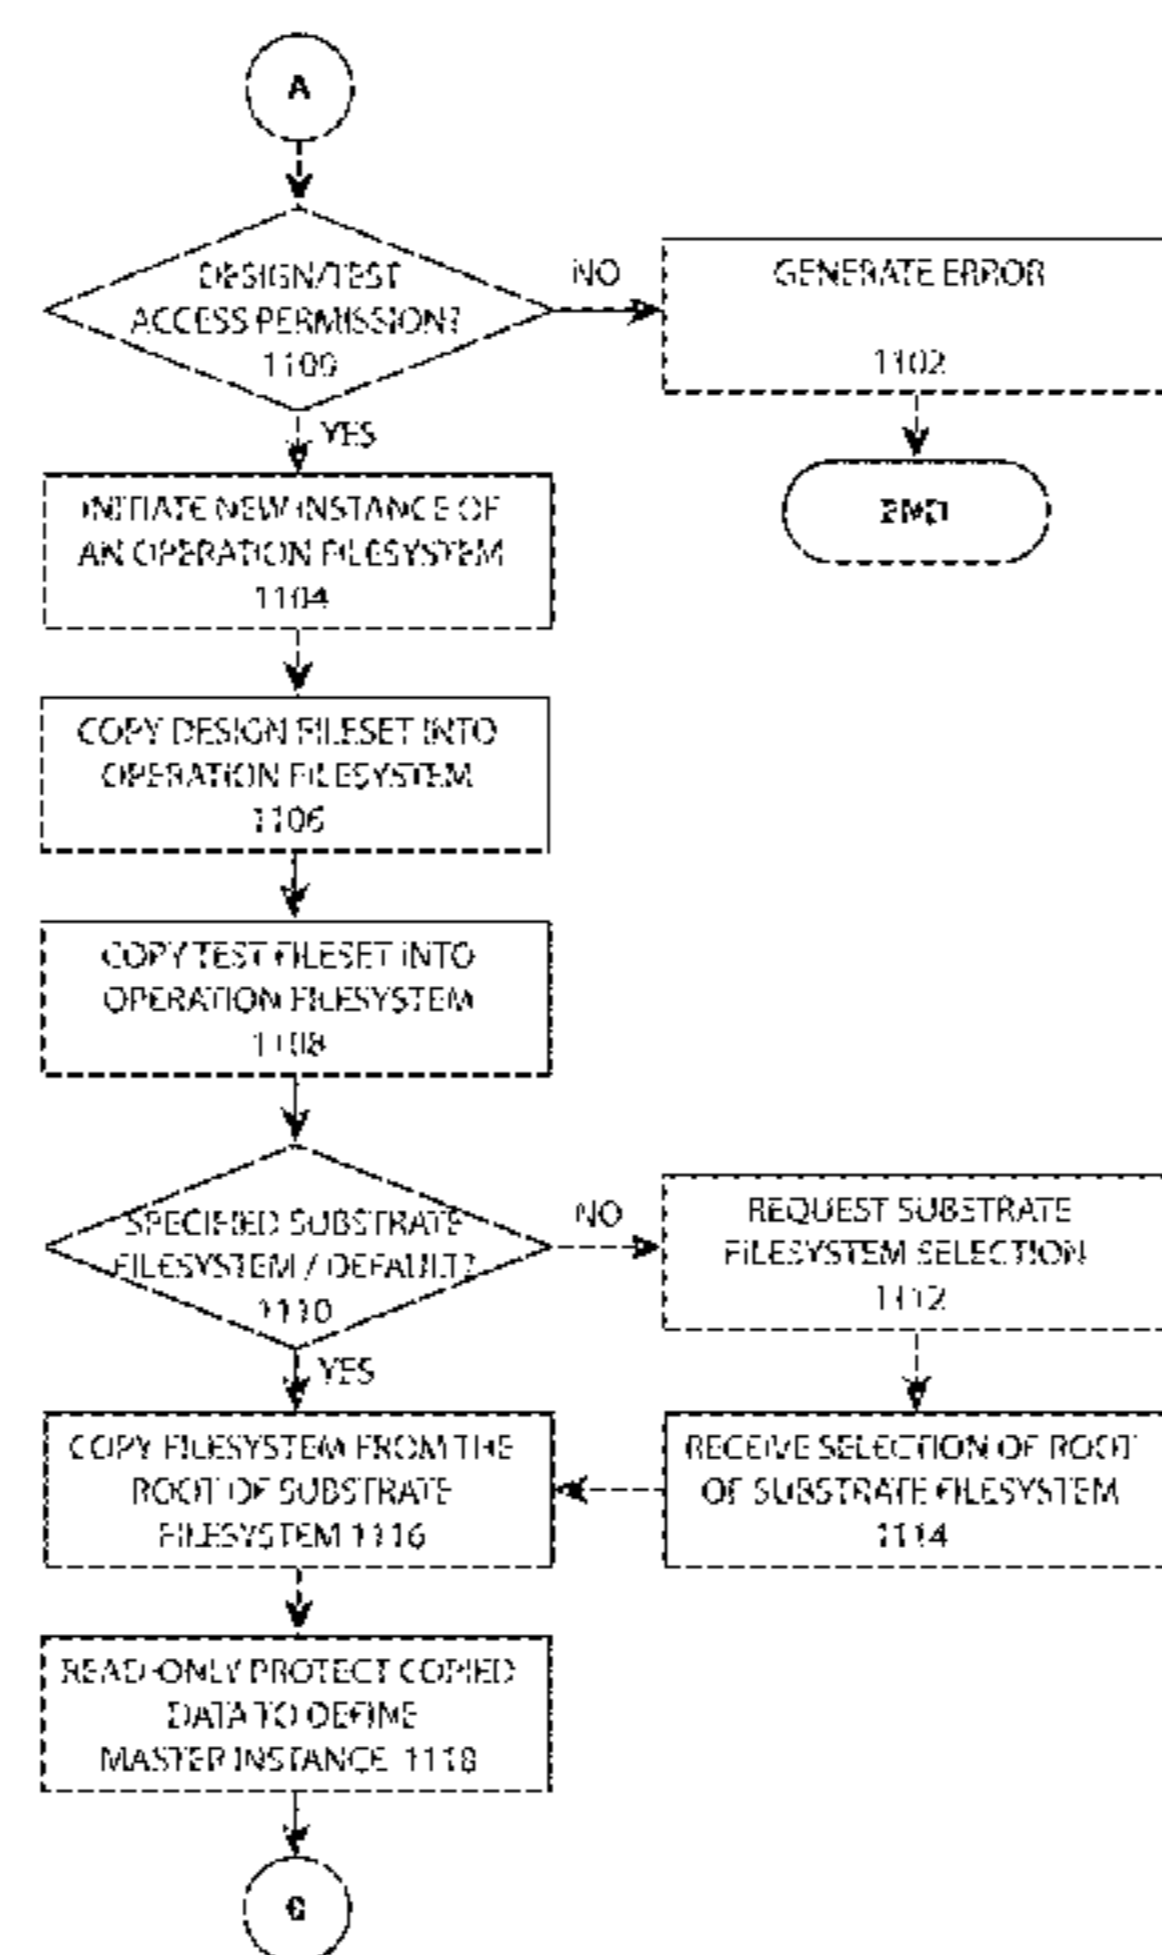 A
DESIGN/TEST
ACCESS PERMISSION?
1100
NO
GENERATE ERROR
1102
YES
END
INITIATE NEW INSTANCE OF
AN OPERATION FILESYSTEM
1104
COPY DESIGN FILESET INTO
OPERATION FILESYSTEM
1106
COPY TEST FILESET INTO
OPERATION FILESYSTEM
1108
SPECIFIED SUBSTRATE
FILESYSTEM / DEFAULT?
1110
NO
REQUEST SUBSTRATE
FILESYSTEM SELECTION
1112
YES
COPY FILESYSTEM FROM THE
ROOT OF SUBSTRATE
FILESYSTEM 1116
RECEIVE SELECTION OF ROOT
OF SUBSTRATE FILESYSTEM
1114
READ-ONLY PROTECT COPIED
DATA TO DEFINE
MASTER INSTANCE 1118